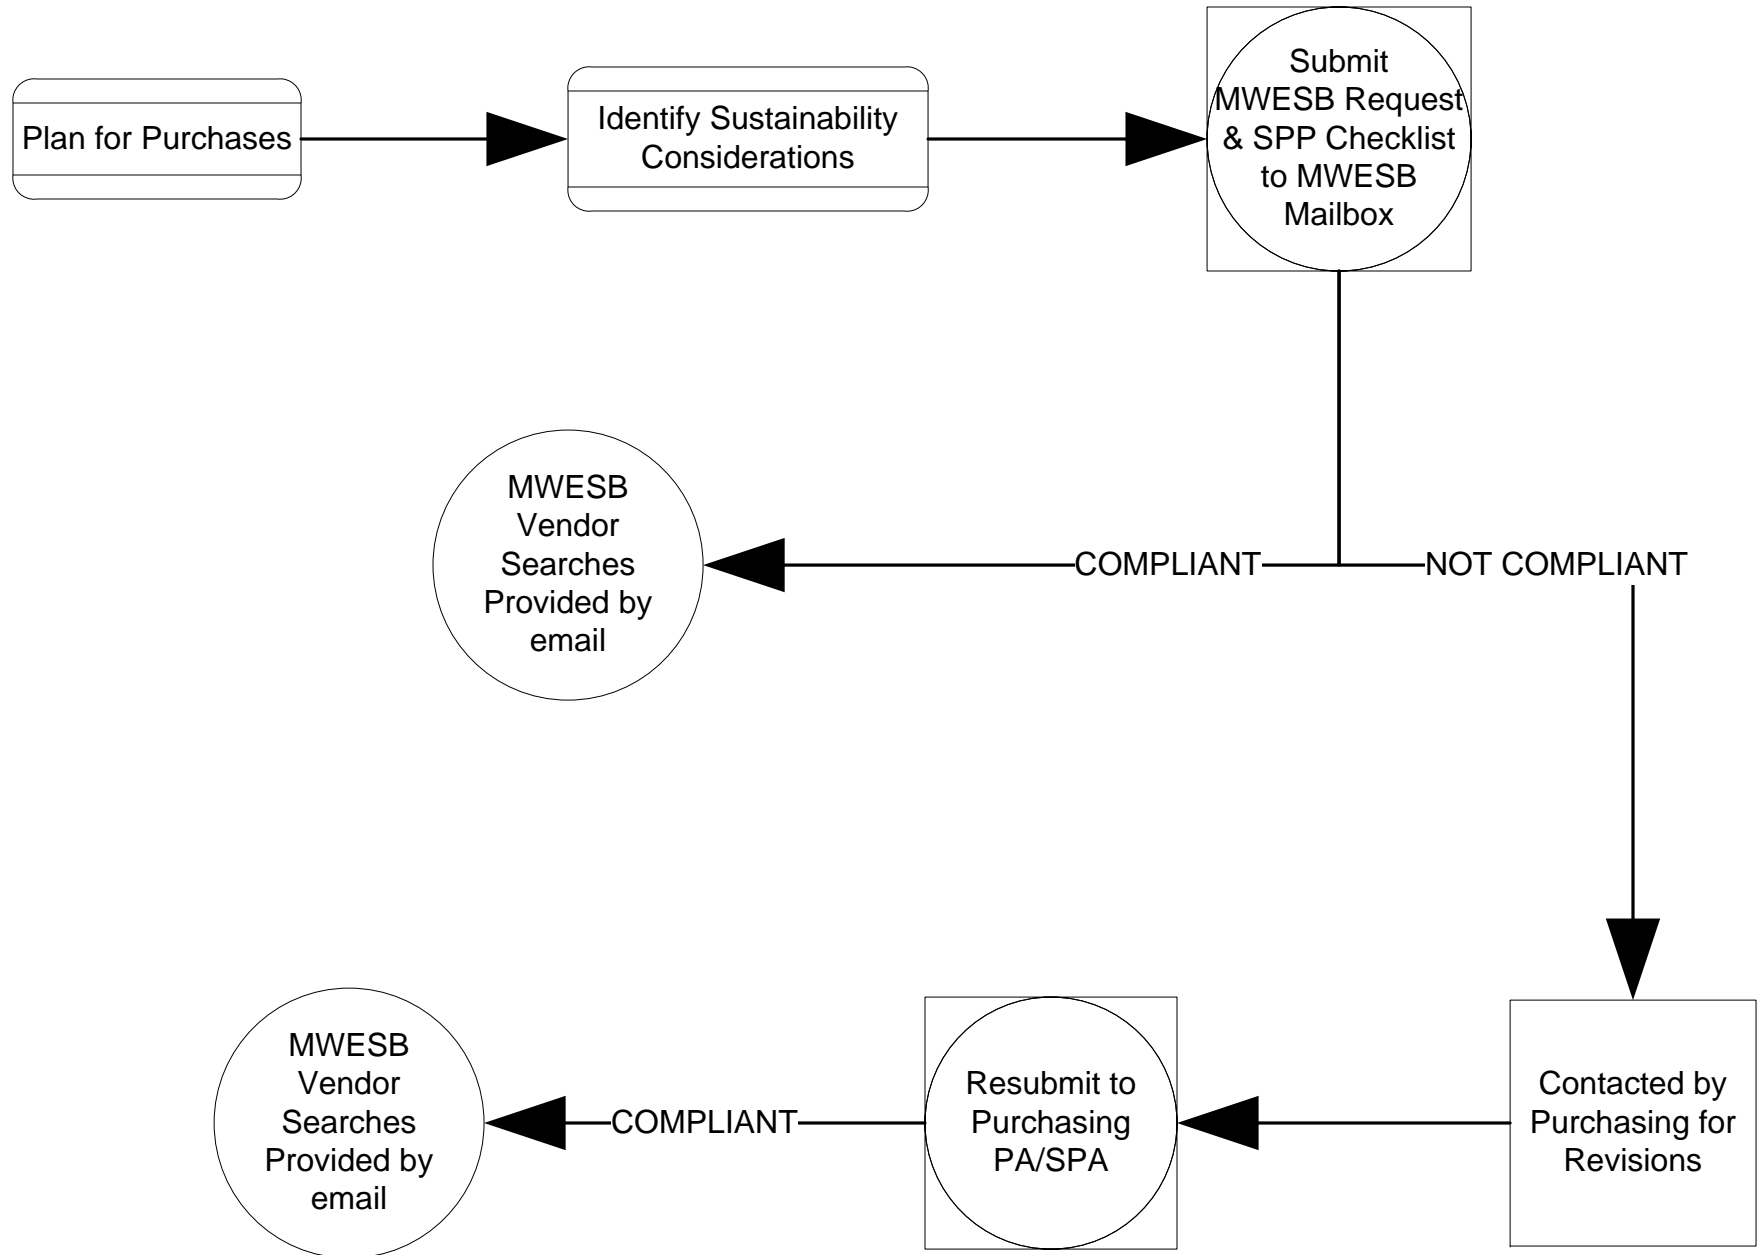 Plan for Purchases
Identify Sustainability
Considerations
Submit
MWESB Request
& SPP Checklist
to MWESB
Mailbox
MWESB
Vendor
Searches
Provided by
email
COMPLIANT
NOT COMPLIANT
MWESB
Vendor
Searches
Provided by
email
COMPLIANT
Resubmit to
Purchasing
PA/SPA
Contacted by
Purchasing for
Revisions